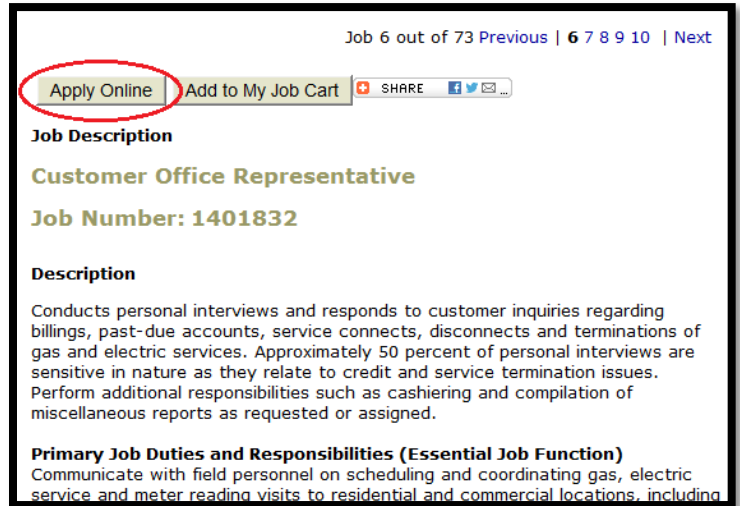 Job 6 out of 73 Previous | 6 7 8 9 10 | Next
Apply Online Add to My Job Cart SHARE ...
Job Description
Customer Office Representative
Job Number: 1401832
Description
Conducts personal interviews and responds to customer inquiries regarding
billings, past-due accounts, service connects, disconnects and terminations of
gas and electric services. Approximately 50 percent of personal interviews are
sensitive in nature as they relate to credit and service termination issues.
Perform additional responsibilities such as cashiering and compilation of
miscellaneous reports as requested or assigned.
Primary Job Duties and Responsibilities (Essential Job Function)
Communicate with field personnel on scheduling and coordinating gas, electric
service and meter reading visits to residential and commercial locations, including